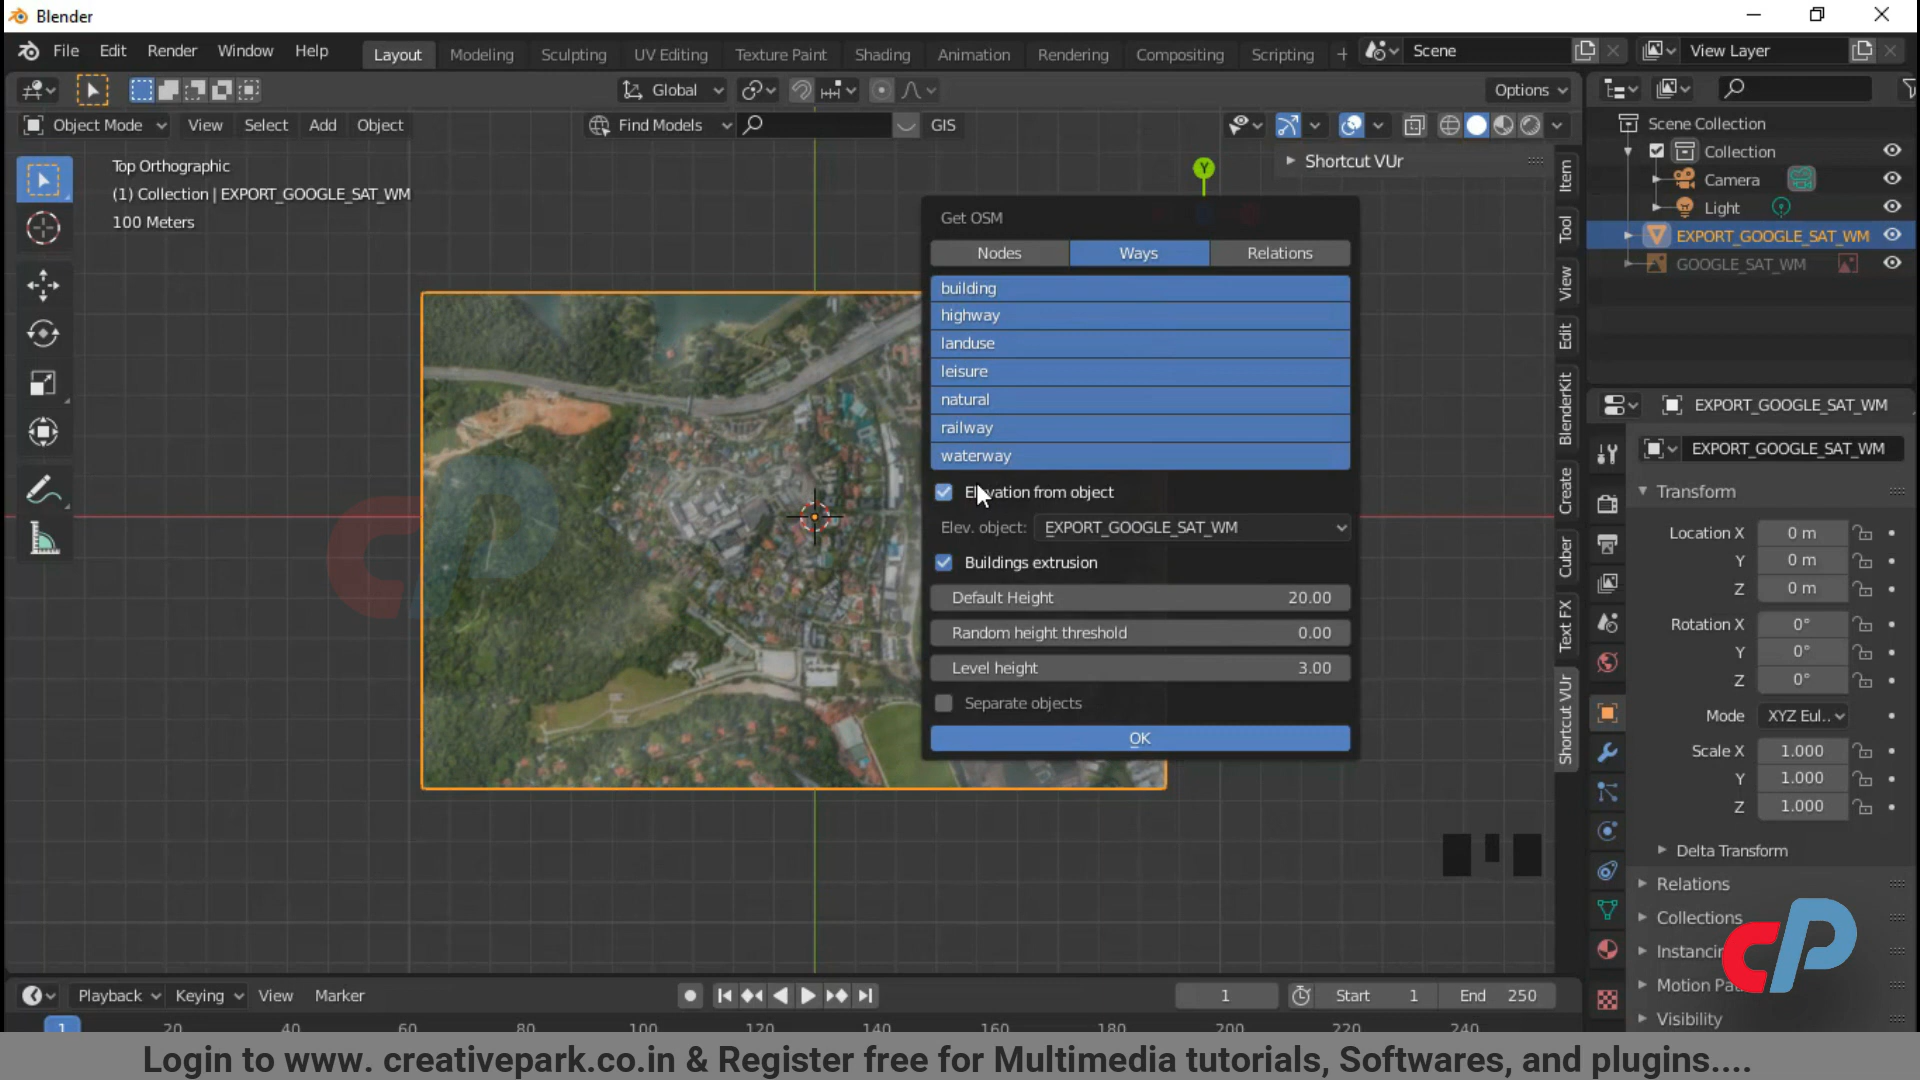 Blender
File Edit Render Window Help Layout Modeling Sculpting UV Editing Texture Paint Shading Animation Rendering Compositing Scripting + Scene View Layer
Global Options
Object Mode View Select Add Object Find Models GIS
Top Orthographic
(1) Collection | EXPORT_GOOGLE_SAT_WM
100 Meters
Y
Shortcut VUr
Get OSM
Nodes Ways Relations
building
highway
landuse
leisure
natural
railway
waterway
Elevation from object
Elev. object: EXPORT_GOOGLE_SAT_WM
Buildings extrusion
Default Height 20.00
Random height threshold 0.00
Level height 3.00
Separate objects
OK
Item
Tool
View
Edit
BlenderKit
Create
Cuber
Text FX
Shortcut VUr
Scene Collection
Collection
Camera
Light
EXPORT_GOOGLE_SAT_WM
GOOGLE_SAT_WM
EXPORT_GOOGLE_SAT_WM
EXPORT_GOOGLE_SAT_WM
Transform
Location X 0 m
Y 0 m
Z 0 m
Rotation X 0°
Y 0°
Z 0°
Mode XYZ Eul..
Scale X 1.000
Y 1.000
Z 1.000
Delta Transform
Relations
Collections
Instancin
Motion Pa
Visibility
CP
CP
Playback Keying View Marker 1 Start 1 End 250
1 20 40 60 80 100 120 140 160 180 200 220 240
Login to www. creativepark.co.in & Register free for Multimedia tutorials, Softwares, and plugins....